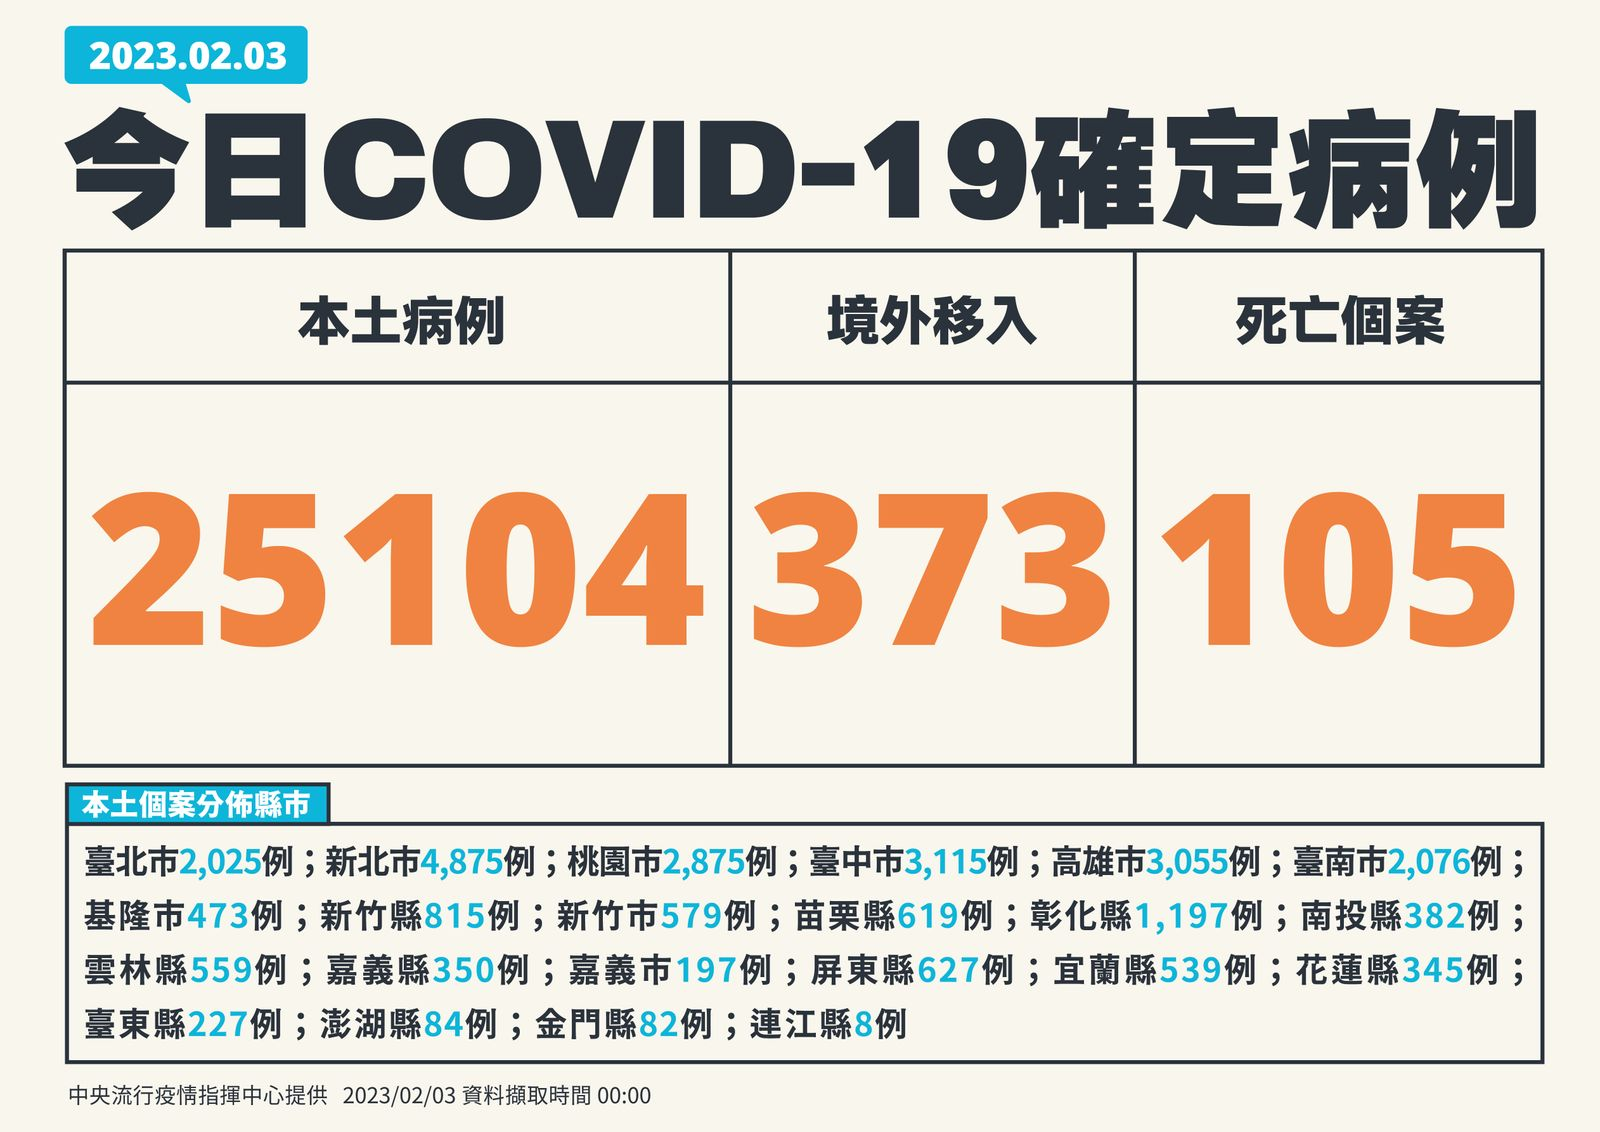 2023.02.03
今日COVID-19確定病例
本土病例 境外移入 死亡個案
25104 373 105
本土個案分佈縣市
臺北市2,025例；新北市4,875例；桃園市2,875例；臺中市3,115例；高雄市3,055例；臺南市2,076例；
基隆市473例；新竹縣815例；新竹市579例；苗栗縣619例；彰化縣1,197例；南投縣382例；
雲林縣559例；嘉義縣350例；嘉義市197例；屏東縣627例；宜蘭縣539例；花蓮縣345例；
臺東縣227例；澎湖縣84例；金門縣82例；連江縣8例
中央流行疫情指揮中心提供 2023/02/03 資料擷取時間 00:00